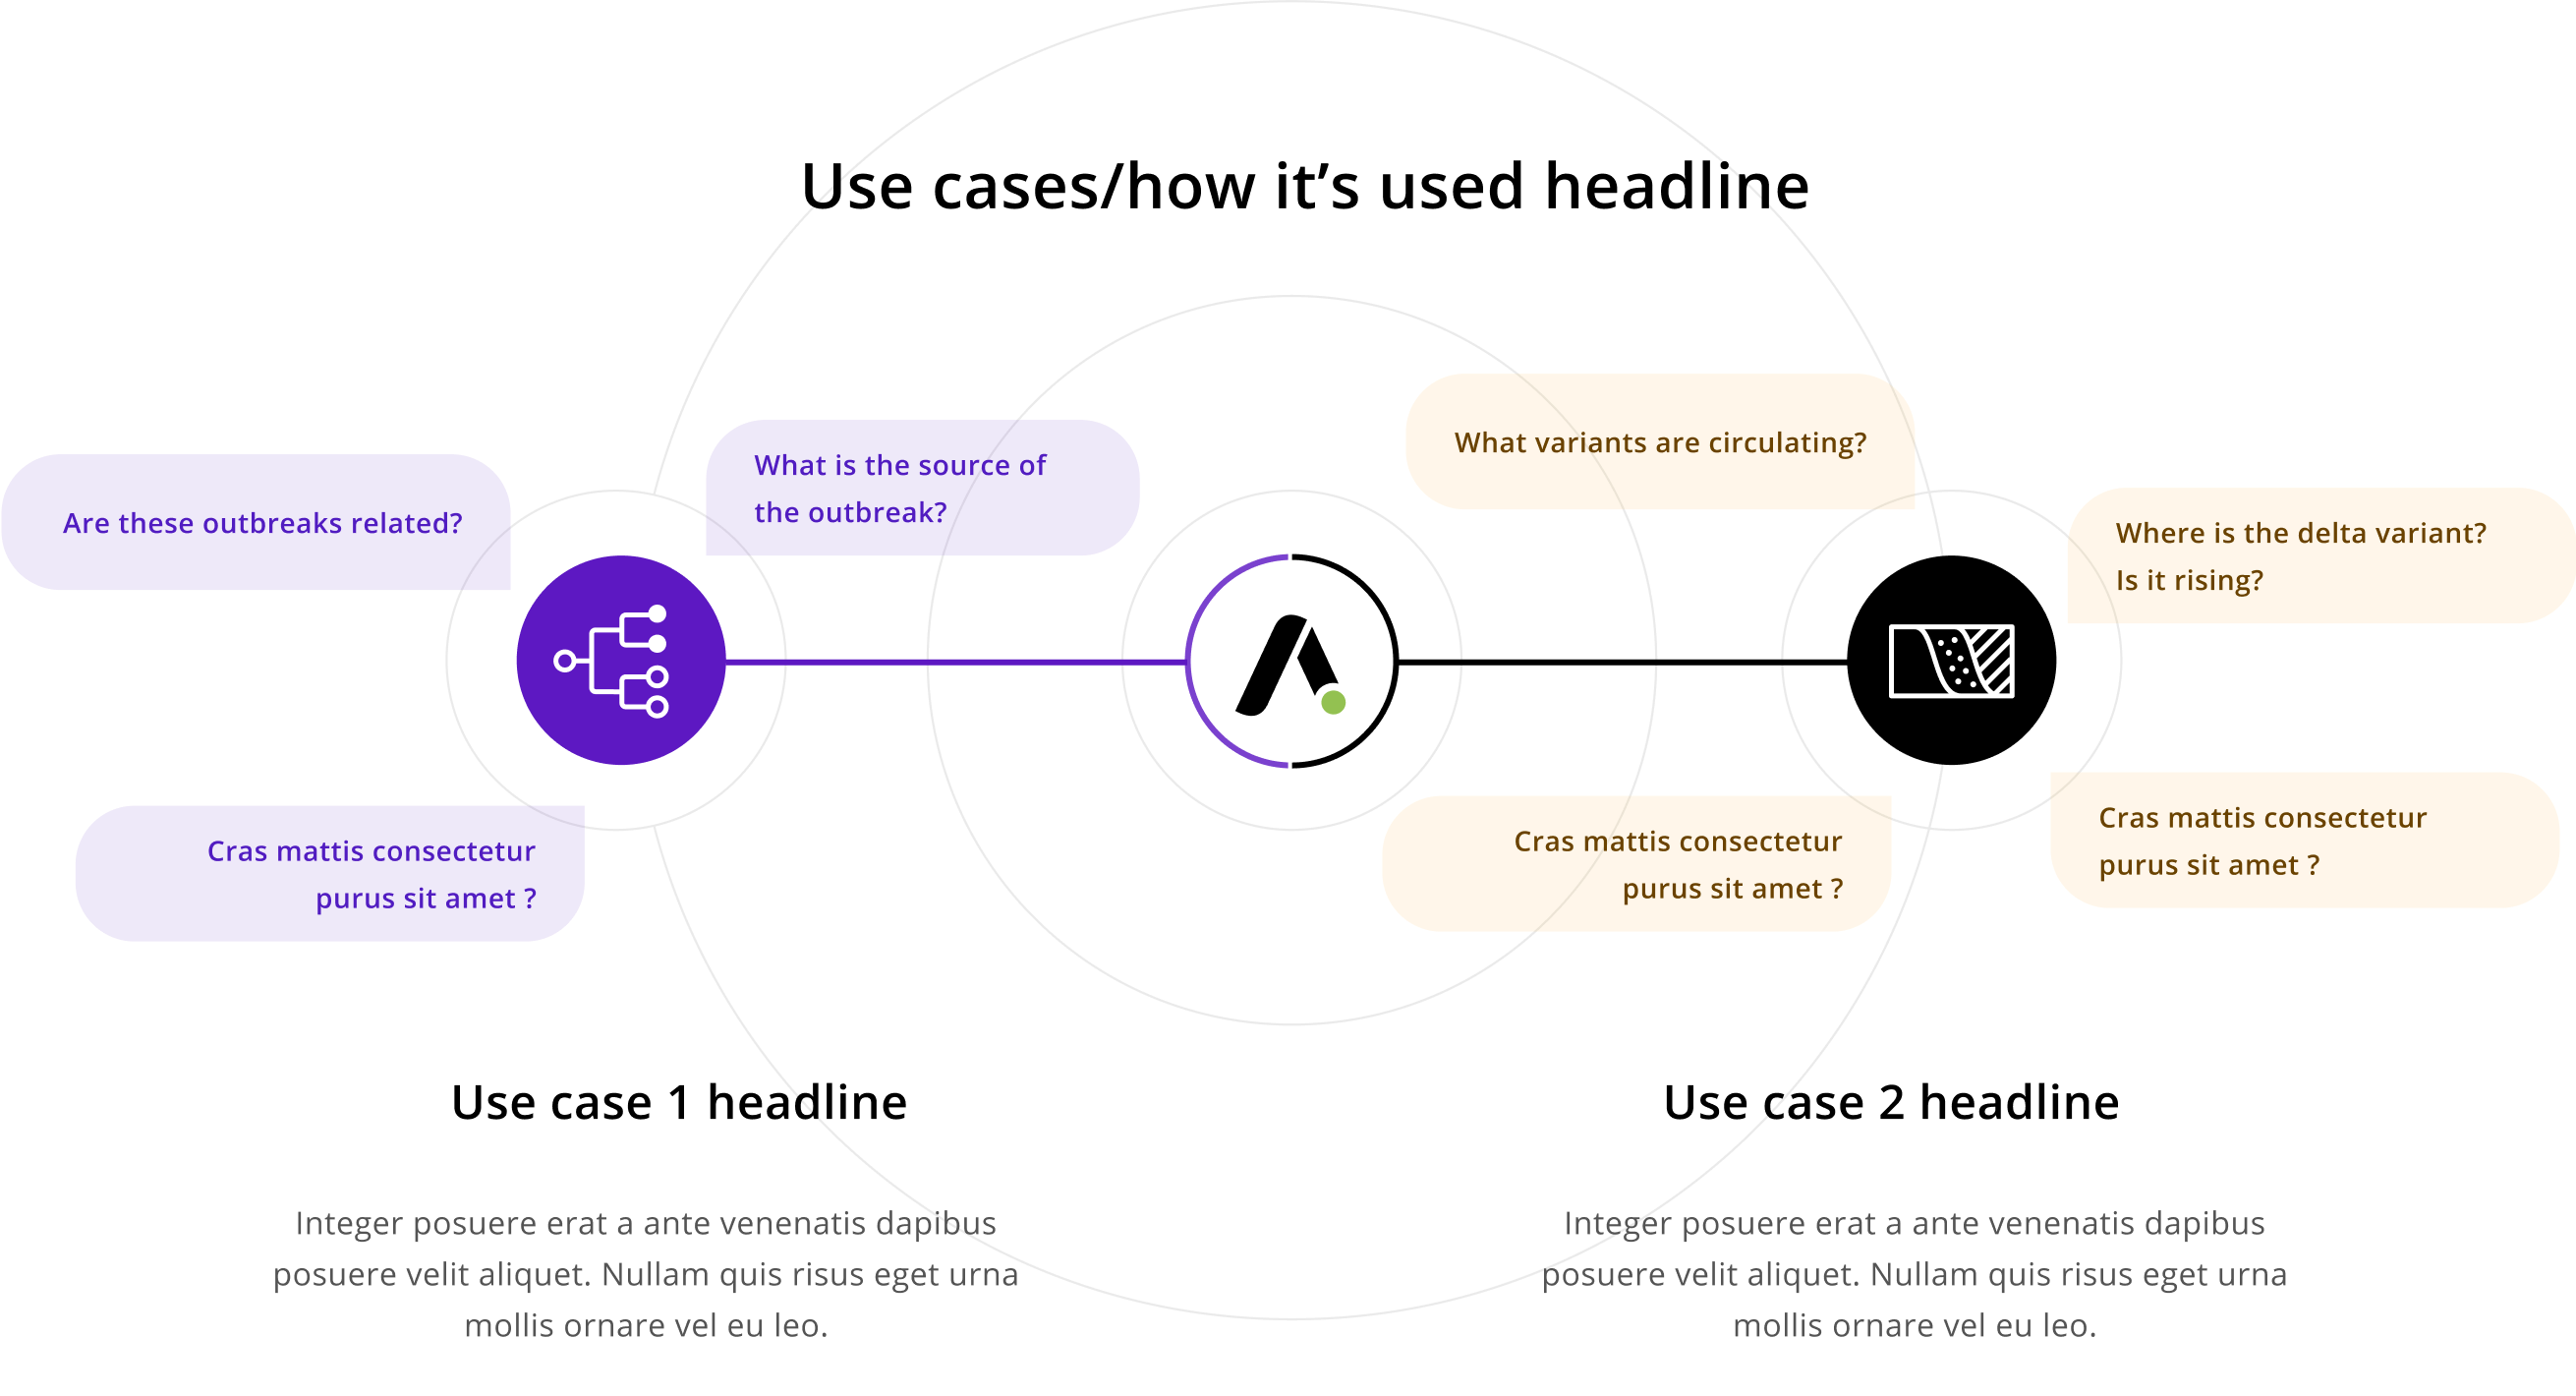 Use cases/how it’s used headline
Are these outbreaks related?
What is the source of
the outbreak?
What variants are circulating?
Where is the delta variant?
Is it rising?
Cras mattis consectetur
purus sit amet ?
Cras mattis consectetur
purus sit amet ?
Cras mattis consectetur
purus sit amet ?
Use case 1 headline
Integer posuere erat a ante venenatis dapibus
posuere velit aliquet. Nullam quis risus eget urna
mollis ornare vel eu leo.
Use case 2 headline
Integer posuere erat a ante venenatis dapibus
posuere velit aliquet. Nullam quis risus eget urna
mollis ornare vel eu leo.